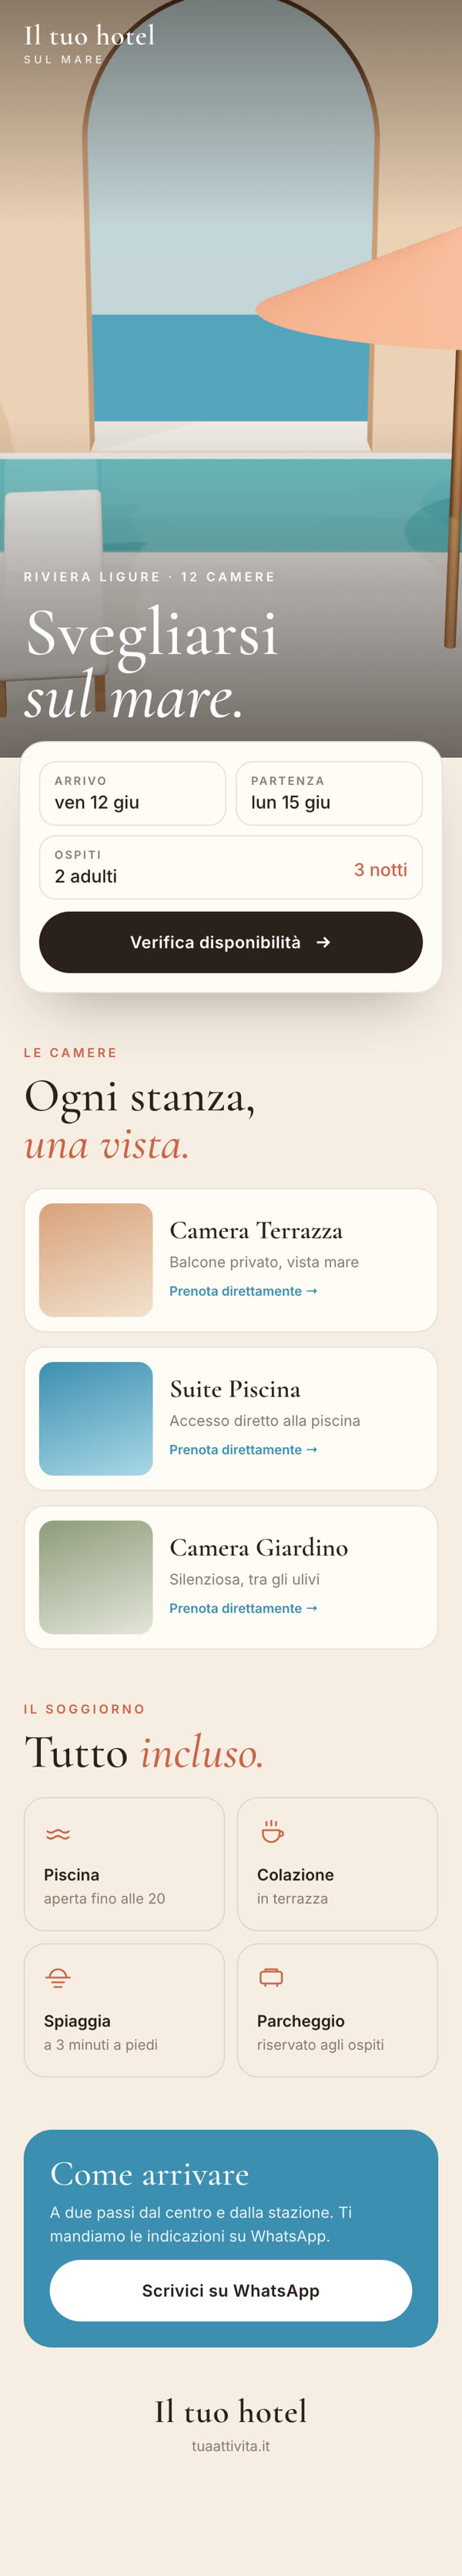 Il tuo hotel
SUL MARE
RIVIERA LIGURE · 12 CAMERE
Svegliarsi
sul mare.
ARRIVO
ven 12 giu
PARTENZA
lun 15 giu
OSPITI
2 adulti
3 notti
Verifica disponibilità →
LE CAMERE
Ogni stanza,
una vista.
Camera Terrazza
Balcone privato, vista mare
Prenota direttamente →
Suite Piscina
Accesso diretto alla piscina
Prenota direttamente →
Camera Giardino
Silenziosa, tra gli ulivi
Prenota direttamente →
IL SOGGIORNO
Tutto incluso.
Piscina
aperta fino alle 20
Colazione
in terrazza
Spiaggia
a 3 minuti a piedi
Parcheggio
riservato agli ospiti
Come arrivare
A due passi dal centro e dalla stazione. Ti
mandiamo le indicazioni su WhatsApp.
Scrivici su WhatsApp
Il tuo hotel
tuaattivita.it